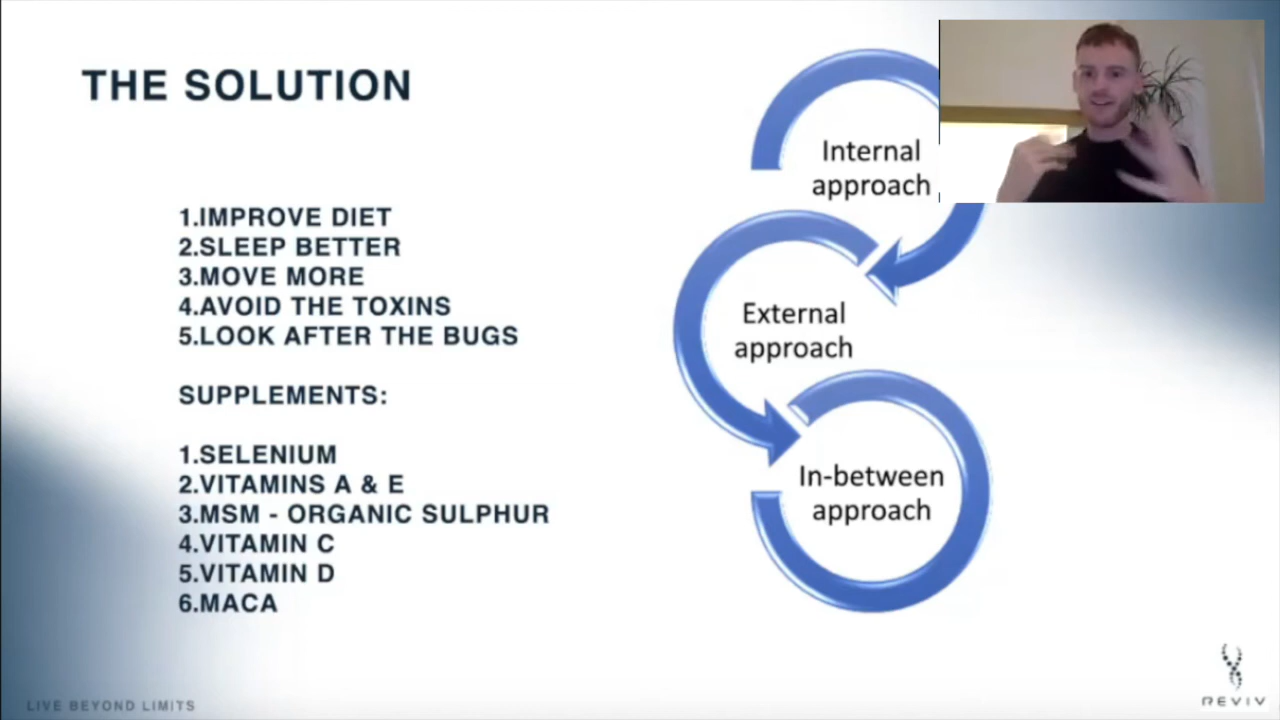 THE SOLUTION
1.IMPROVE DIET
2.SLEEP BETTER
3.MOVE MORE
4.AVOID THE TOXINS
5.LOOK AFTER THE BUGS
SUPPLEMENTS:
1.SELENIUM
2.VITAMINS A & E
3.MSM - ORGANIC SULPHUR
4.VITAMIN C
5.VITAMIN D
6.MACA
Internal
approach
External
approach
In-between
approach
LIVE BEYOND LIMITS
REVIV